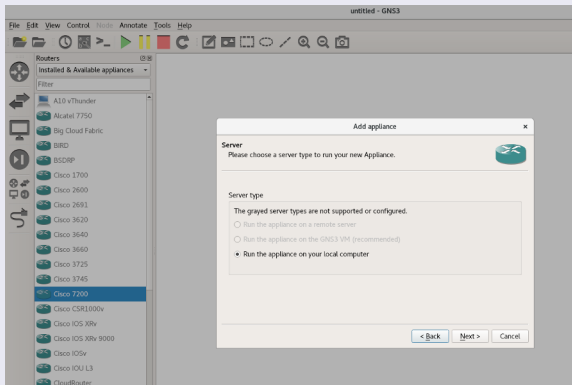 untitled - GNS3
File Edit View Control Node Annotate Tools Help
Routers
Installed & Available appliances
Filter
A10 vThunder
Alcatel 7750
Big Cloud Fabric
BIRD
BSDRP
Cisco 1700
Cisco 2600
Cisco 2691
Cisco 3620
Cisco 3640
Cisco 3660
Cisco 3725
Cisco 3745
Cisco 7200
Cisco CSR1000v
Cisco IOS XRv
Cisco IOS XRv 9000
Cisco IOSv
Cisco IOU L3
CloudRouter
Add appliance
Server
Please choose a server type to run your new Appliance.
Server type
The grayed server types are not supported or configured.
Run the appliance on a remote server
Run the appliance on the GNS3 VM (recommended)
Run the appliance on your local computer
< Back Next > Cancel